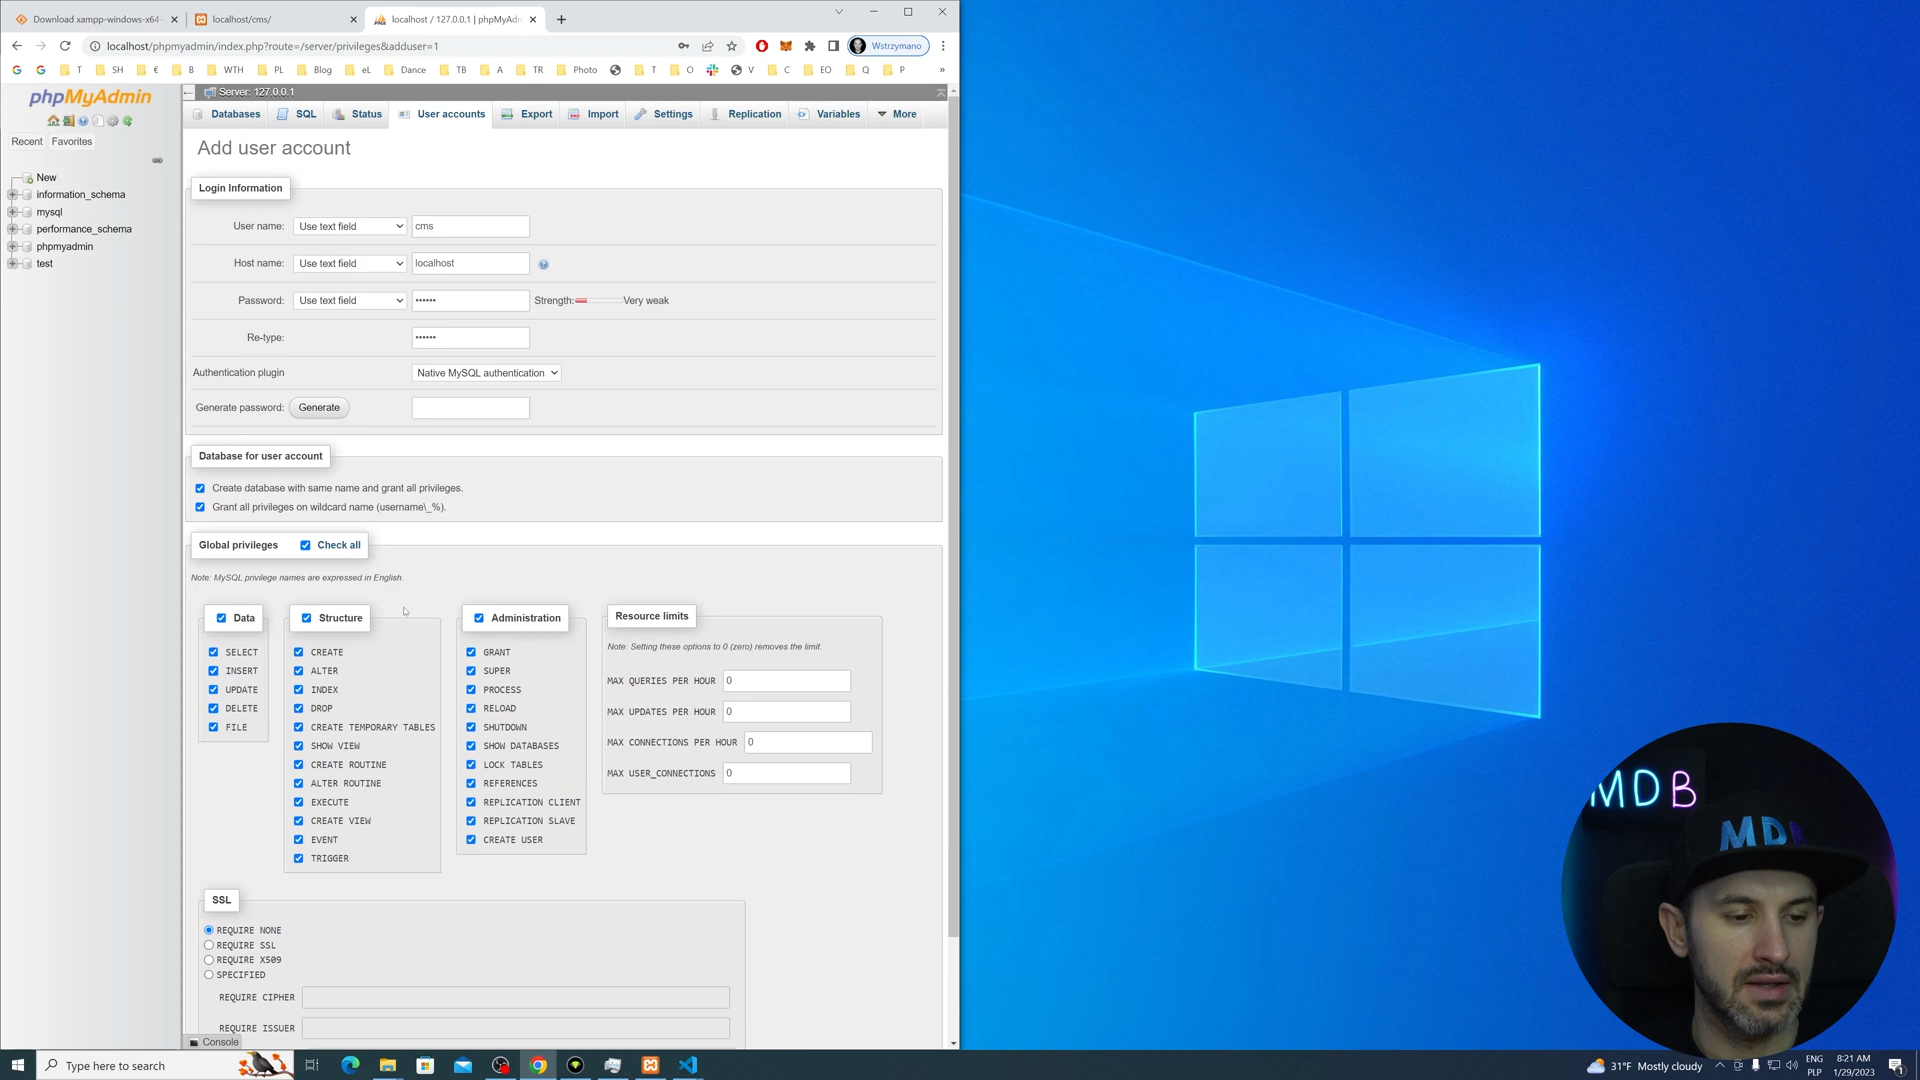 Download xampp-windows-x64-
localhost/cms/
localhost / 127.0.0.1 | phpMyAdm
localhost/phpmyadmin/index.php?route=/server/privileges&adduser=1
Wstrzymano
T SH € B WTH PL Blog eL Dance TB A TR Photo T O V C EO Q P »
phpMyAdmin
Recent Favorites
New
information_schema
mysql
performance_schema
phpmyadmin
test
Server: 127.0.0.1
Databases SQL Status User accounts Export Import Settings Replication Variables More
Add user account
Login Information
User name: Use text field cms
Host name: Use text field localhost
Password: Use text field •••••• Strength: Very weak
Re-type: ••••••
Authentication plugin Native MySQL authentication
Generate password: Generate
Database for user account
Create database with same name and grant all privileges.
Grant all privileges on wildcard name (username\_%).
Global privileges Check all
Note: MySQL privilege names are expressed in English.
Data
SELECT
INSERT
UPDATE
DELETE
FILE
Structure
CREATE
ALTER
INDEX
DROP
CREATE TEMPORARY TABLES
SHOW VIEW
CREATE ROUTINE
ALTER ROUTINE
EXECUTE
CREATE VIEW
EVENT
TRIGGER
Administration
GRANT
SUPER
PROCESS
RELOAD
SHUTDOWN
SHOW DATABASES
LOCK TABLES
REFERENCES
REPLICATION CLIENT
REPLICATION SLAVE
CREATE USER
Resource limits
Note: Setting these options to 0 (zero) removes the limit.
MAX QUERIES PER HOUR 0
MAX UPDATES PER HOUR 0
MAX CONNECTIONS PER HOUR 0
MAX USER_CONNECTIONS 0
SSL
REQUIRE NONE
REQUIRE SSL
REQUIRE X509
SPECIFIED
REQUIRE CIPHER
REQUIRE ISSUER
Console
MDB
MDB
Type here to search
31°F Mostly cloudy
ENG
PLP
8:21 AM
1/29/2023
1